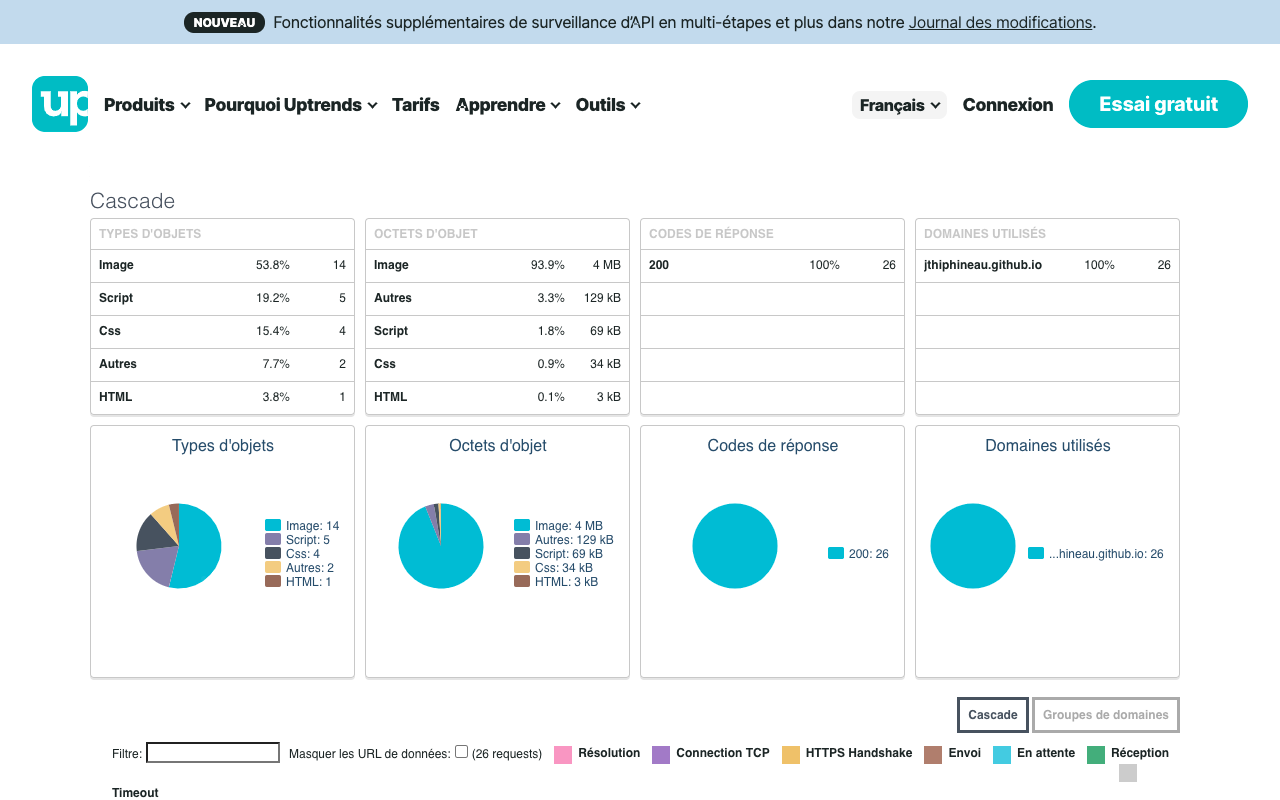 NOUVEAU Fonctionnalités supplémentaires de surveillance d'API en multi-étapes et plus dans notre Journal des modifications.
up Produits Pourquoi Uptrends Tarifs Apprendre Outils Français Connexion Essai gratuit
Cascade
TYPES D'OBJETS
Image 53.8% 14
Script 19.2% 5
Css 15.4% 4
Autres 7.7% 2
HTML 3.8% 1
OCTETS D'OBJET
Image 93.9% 4 MB
Autres 3.3% 129 kB
Script 1.8% 69 kB
Css 0.9% 34 kB
HTML 0.1% 3 kB
CODES DE RÉPONSE
200 100% 26
DOMAINES UTILISÉS
jthiphineau.github.io 100% 26
Types d'objets
Image: 14
Script: 5
Css: 4
Autres: 2
HTML: 1
Octets d'objet
Image: 4 MB
Autres: 129 kB
Script: 69 kB
Css: 34 kB
HTML: 3 kB
Codes de réponse
200: 26
Domaines utilisés
...hineau.github.io: 26
Cascade Groupes de domaines
Filtre: Masquer les URL de données: (26 requests) Résolution Connection TCP HTTPS Handshake Envoi En attente Réception
Timeout